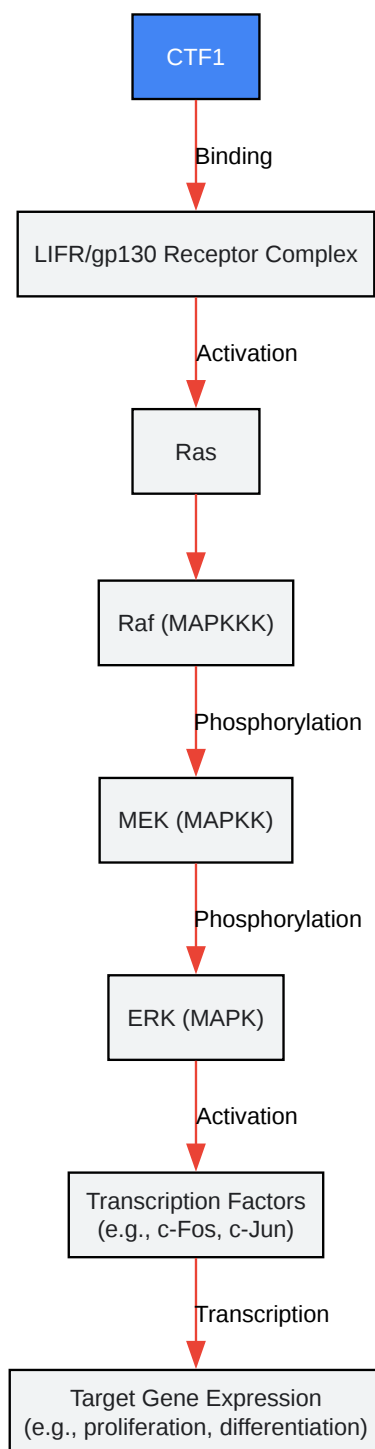 CTF1
Binding
LIFR/gp130 Receptor Complex
Activation
Ras
Raf (MAPKKK)
Phosphorylation
MEK (MAPKK)
Phosphorylation
ERK (MAPK)
Activation
Transcription Factors
(e.g., c-Fos, c-Jun)
Transcription
Target Gene Expression
(e.g., proliferation, differentiation)